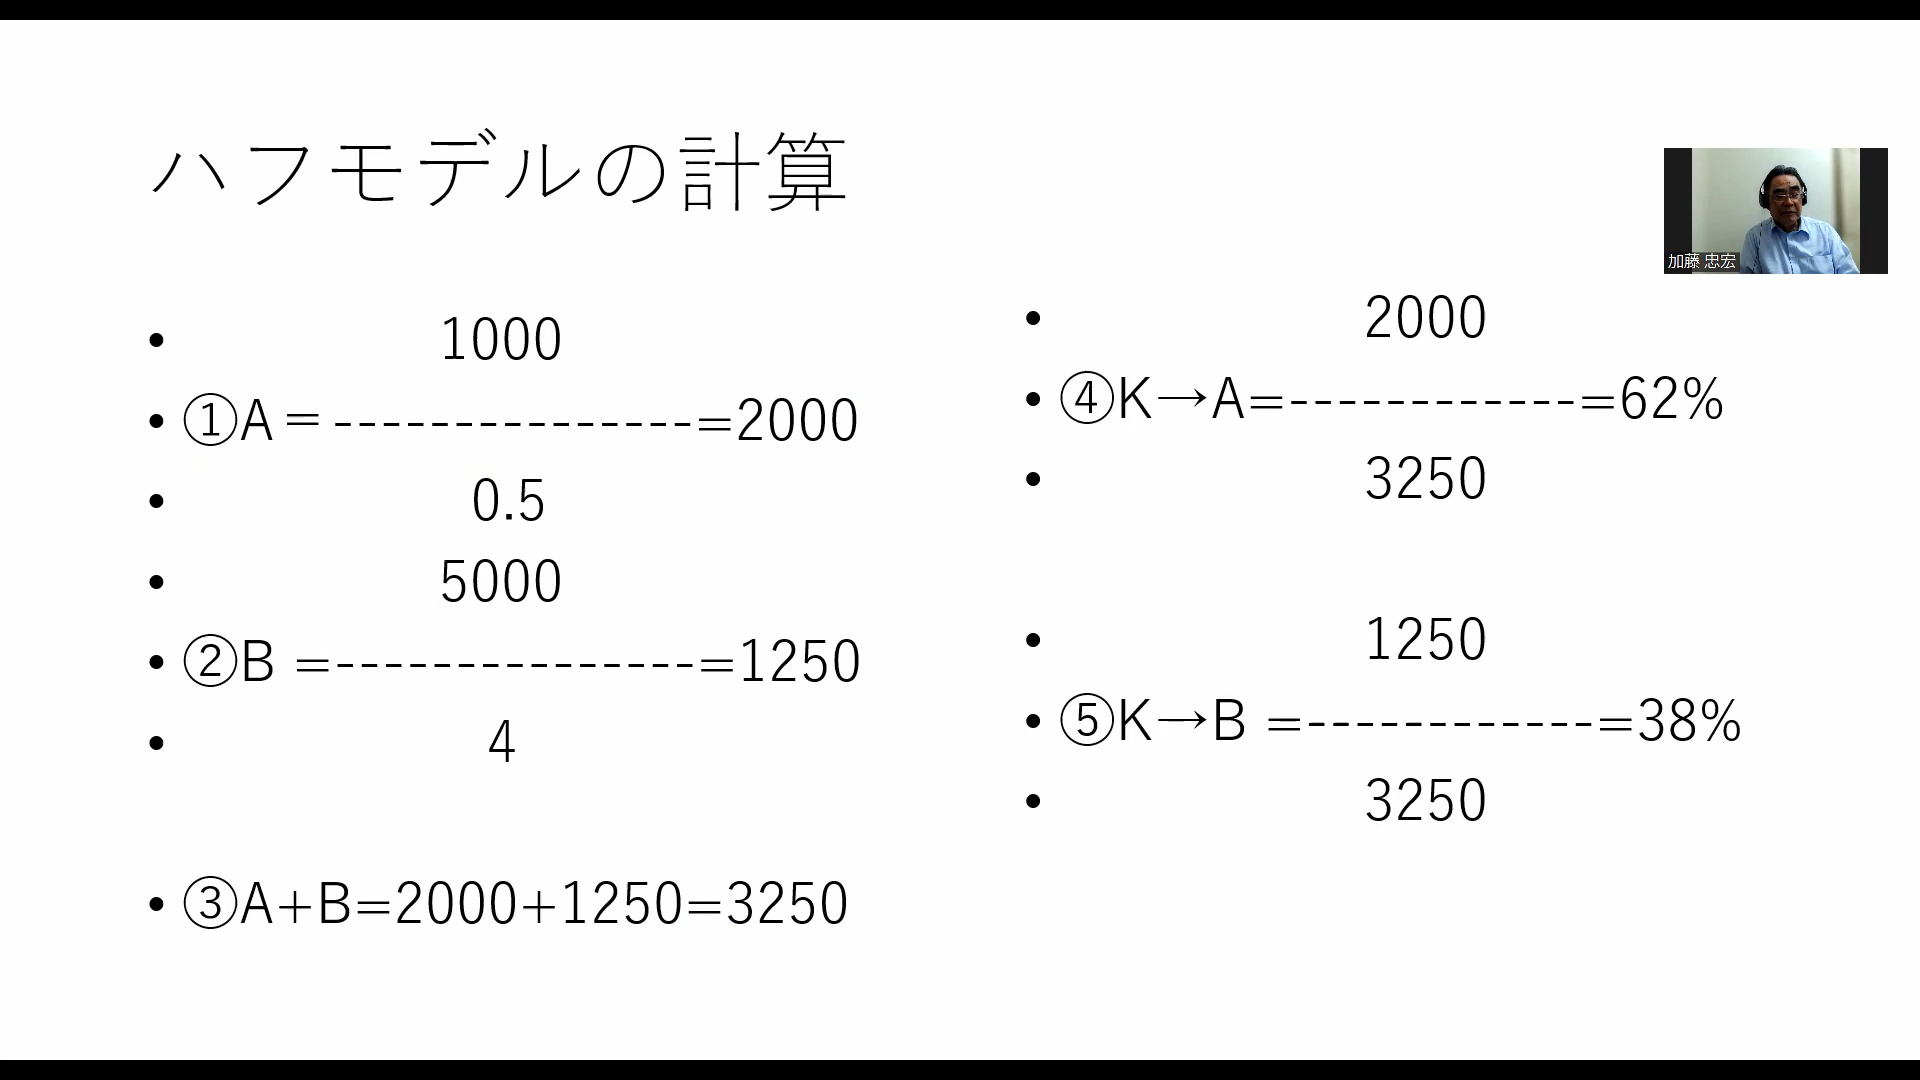 ハフモデルの計算
• 1000
• ①A＝---------------=2000
• 0.5
• 5000
• ②B =---------------=1250
• 4
• ③A+B=2000+1250=3250
• 2000
• ④K→A=------------=62%
• 3250
• 1250
• ⑤K→B =------------=38%
• 3250
加藤 忠宏